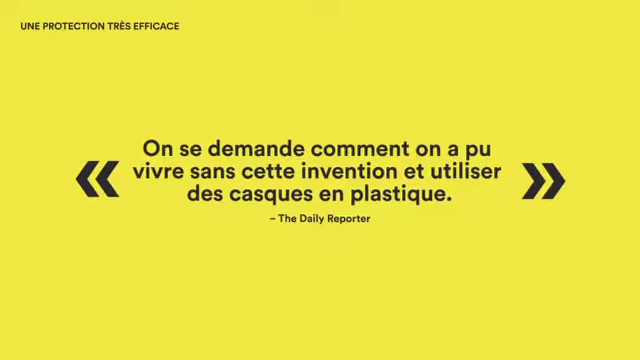 UNE PROTECTION TRÈS EFFICACE
On se demande comment on a pu
« vivre sans cette invention et utiliser »
des casques en plastique.
– The Daily Reporter